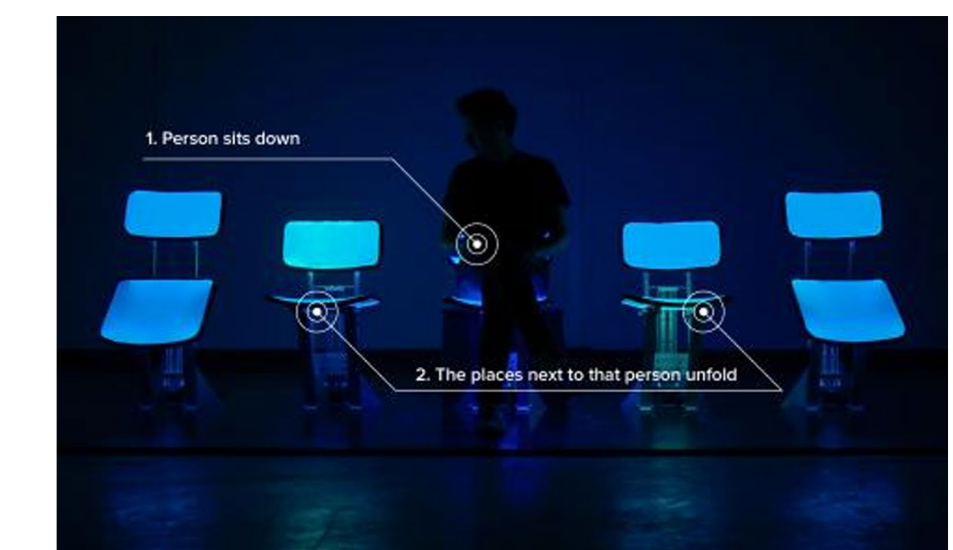 1. Person sits down
2. The places next to that person unfold